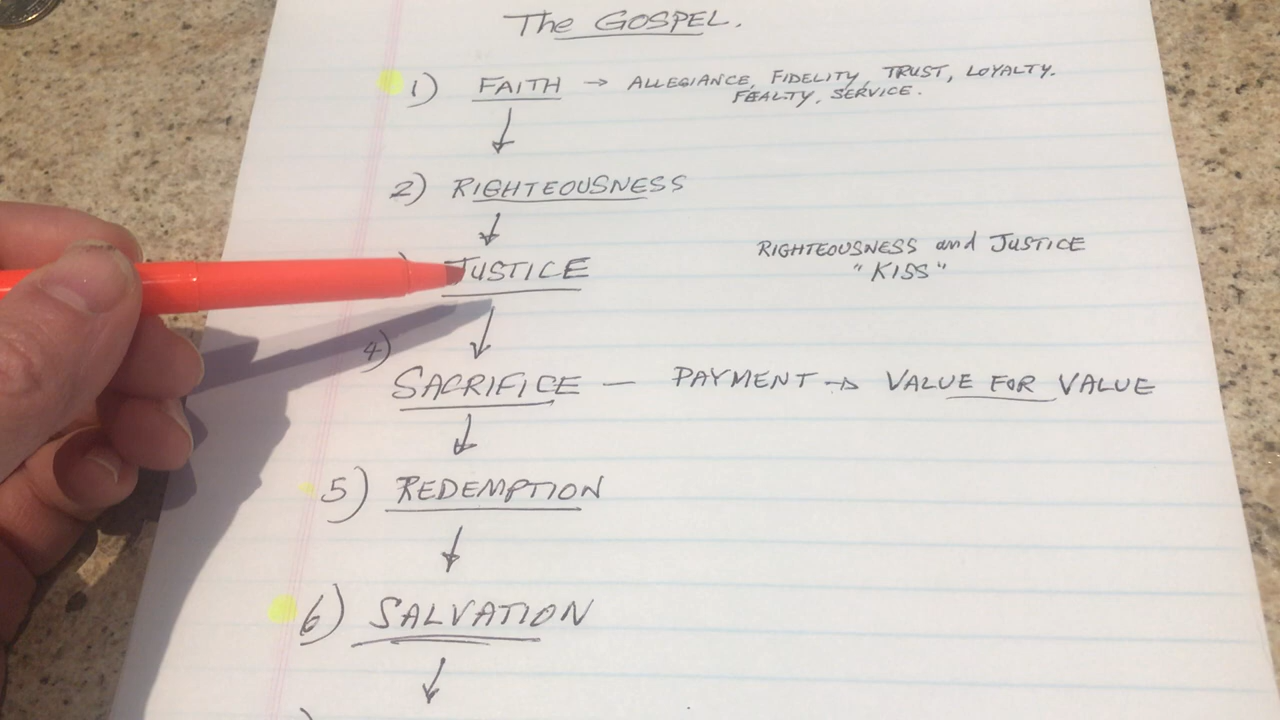 The GOSPEL.
1) FAITH → ALLEGIANCE, FIDELITY, TRUST, LOYALTY.
FEALTY, SERVICE.
↓
2) RIGHTEOUSNESS
↓
) JUSTICE
RIGHTEOUSNESS and JUSTICE
"KISS"
↓
4)
SACRIFICE — PAYMENT → VALUE FOR VALUE
↓
5) REDEMPTION
↓
6) SALVATION
↓
)